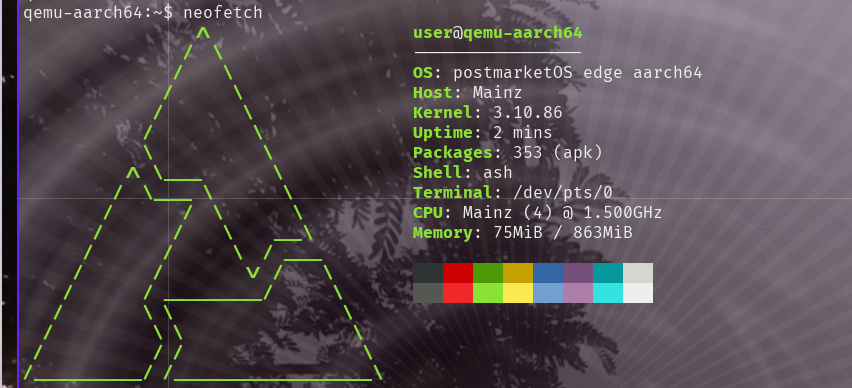 qemu-aarch64:~$ neofetch
user@qemu-aarch64
OS: postmarketOS edge aarch64
Host: Mainz
Kernel: 3.10.86
Uptime: 2 mins
Packages: 353 (apk)
Shell: ash
Terminal: /dev/pts/0
CPU: Mainz (4) @ 1.500GHz
Memory: 75MiB / 863MiB